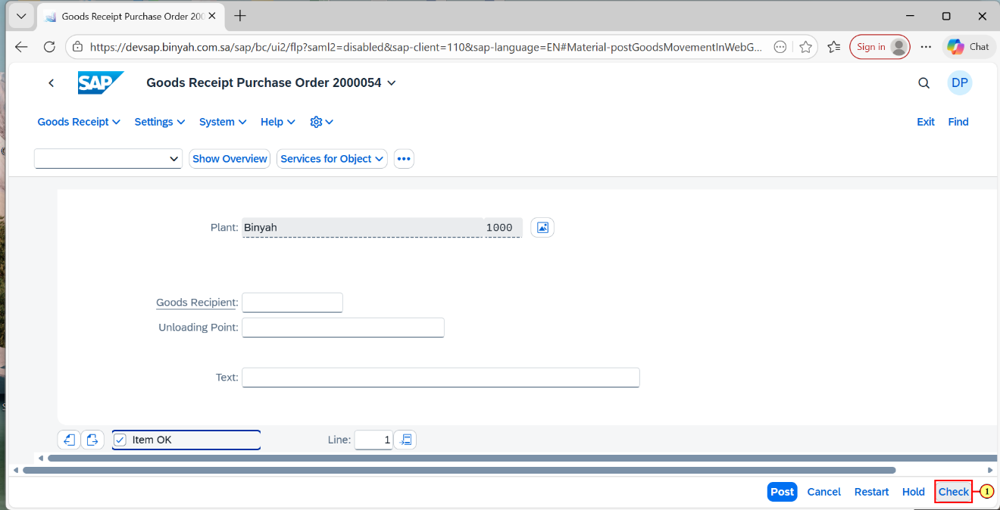 Goods Receipt Purchase Order 200
https://devsap.binyah.com.sa/sap/bc/ui2/flp?saml2=disabled&sap-client=110&sap-language=EN#Material-postGoodsMovementInWebG...
Sign in
Chat
SAP
Goods Receipt Purchase Order 2000054
DP
Goods Receipt Settings System Help
Exit Find
Show Overview Services for Object
Plant: Binyah 1000
Goods Recipient:
Unloading Point:
Text:
Item OK
Line: 1
Post Cancel Restart Hold Check 1